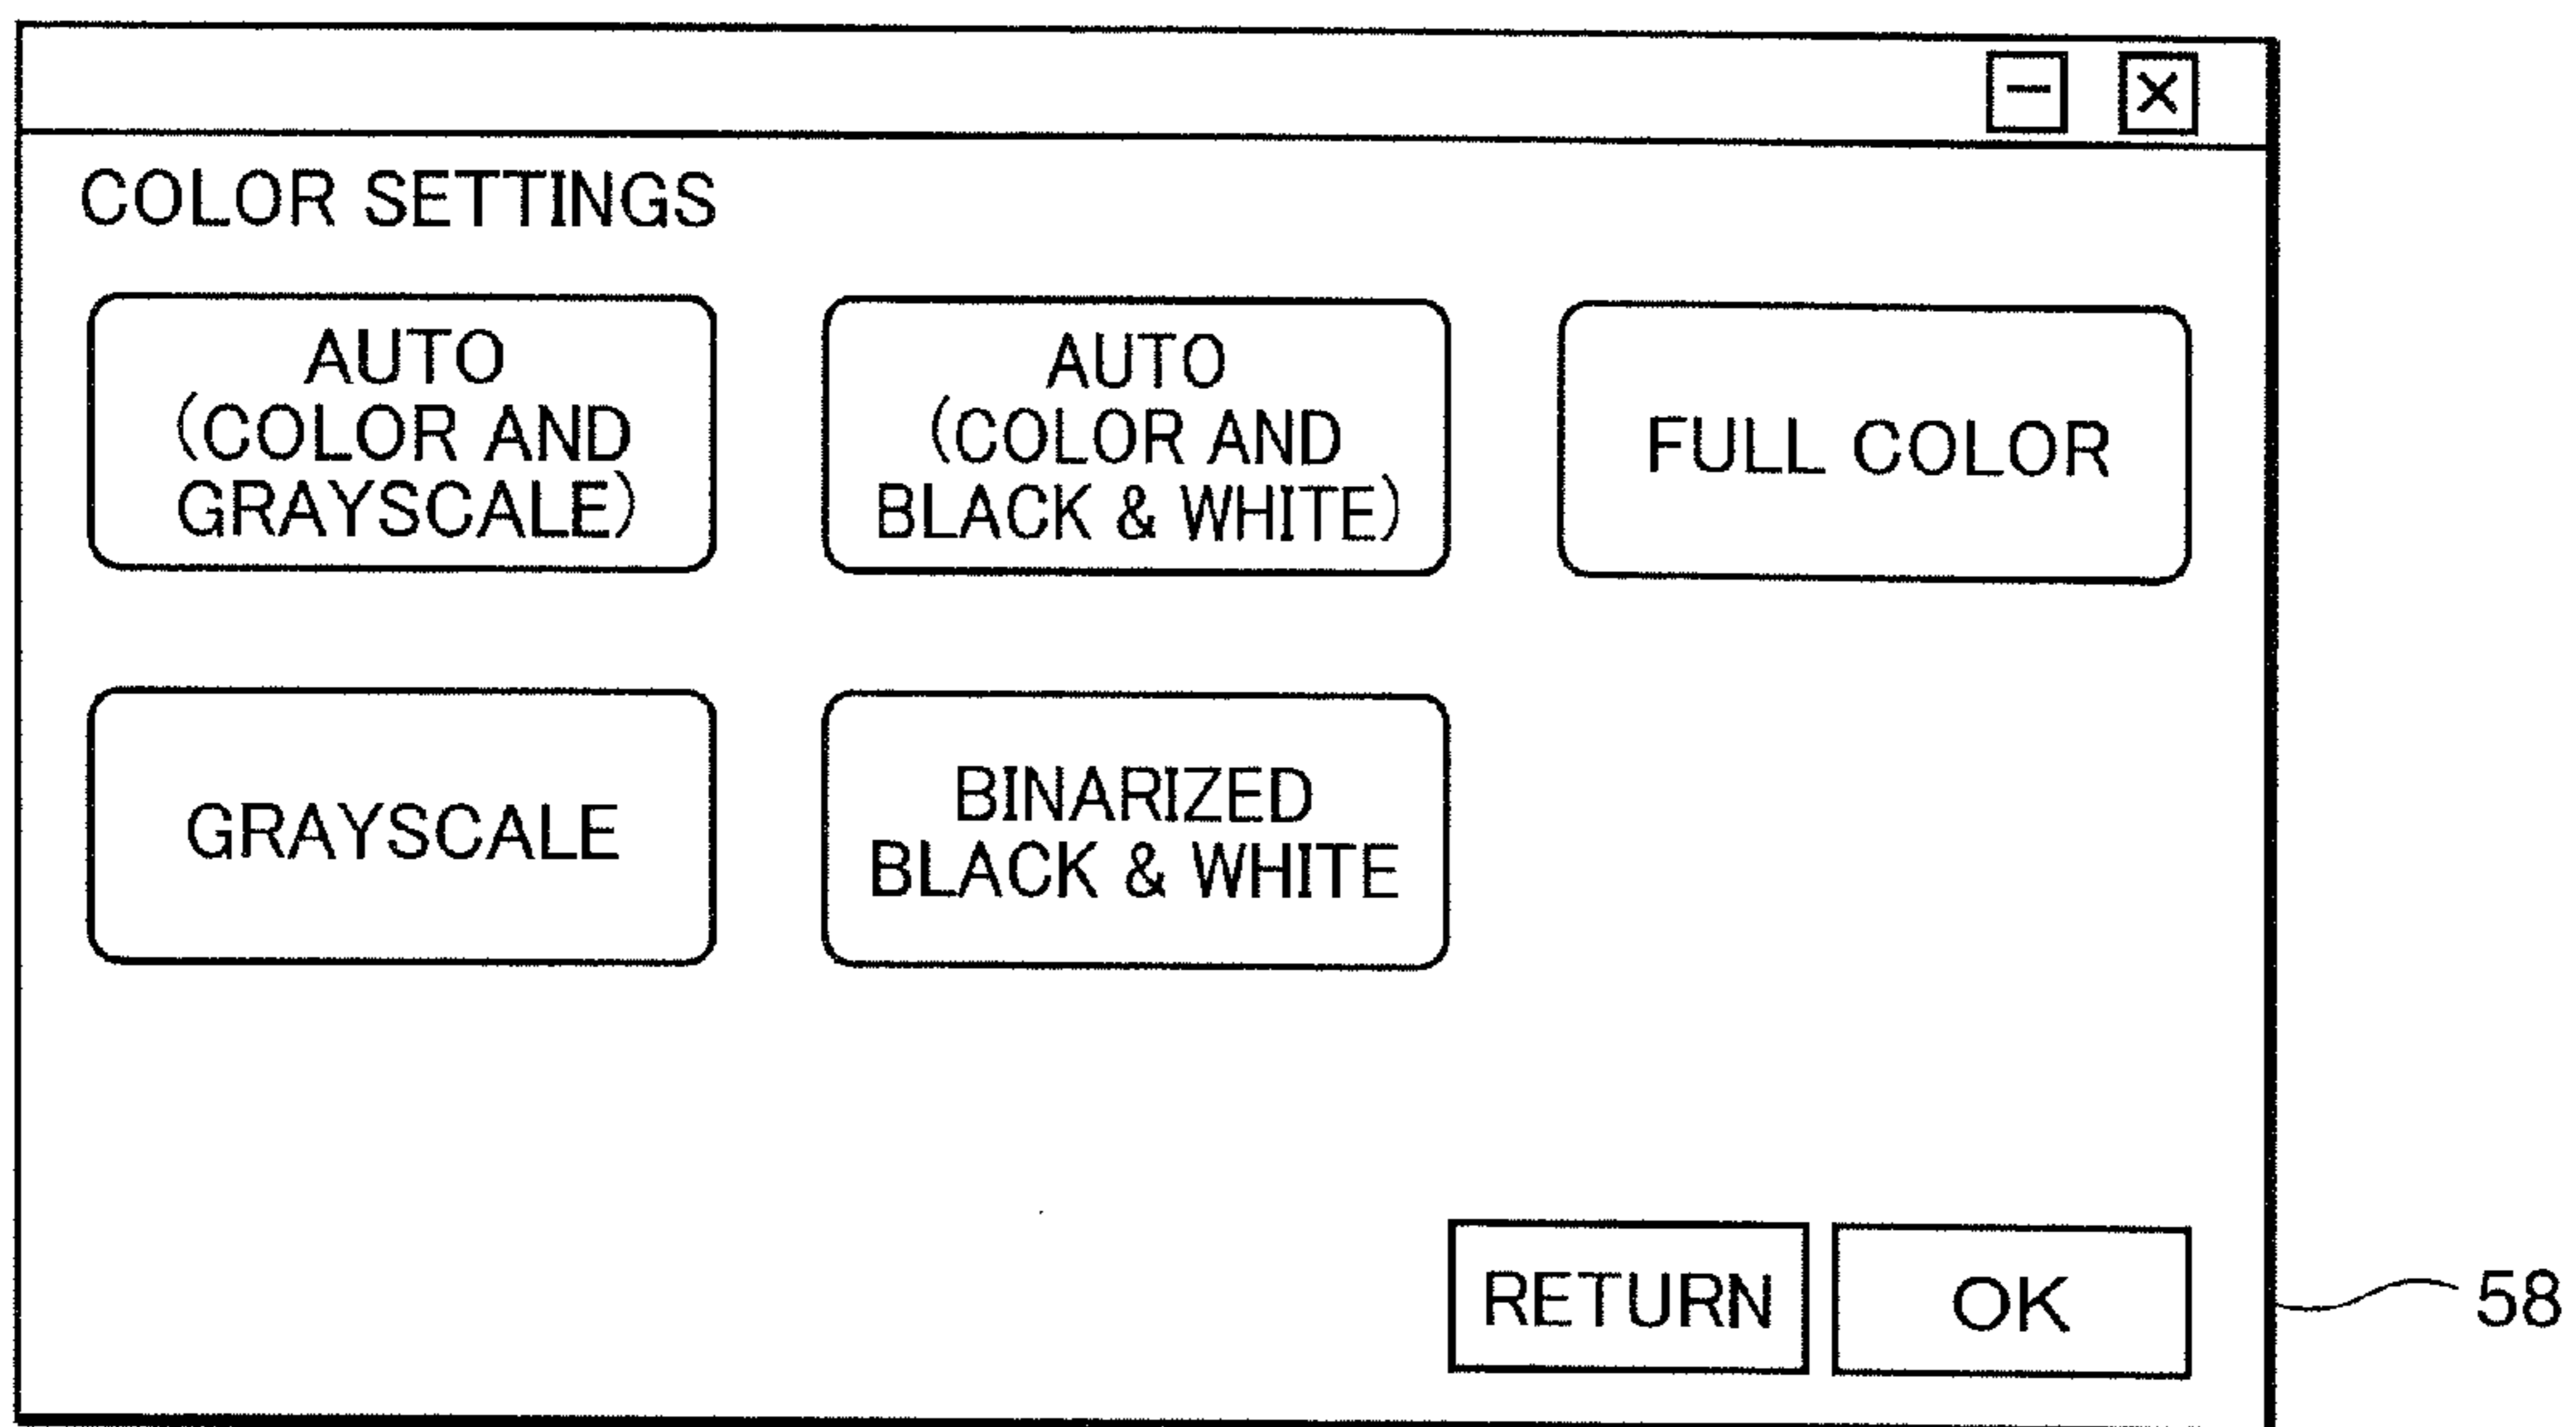 COLOR SETTINGS
AUTO
(COLOR AND
GRAYSCALE)
AUTO
(COLOR AND
BLACK & WHITE)
FULL COLOR
GRAYSCALE
BINARIZED
BLACK & WHITE
RETURN
OK
58